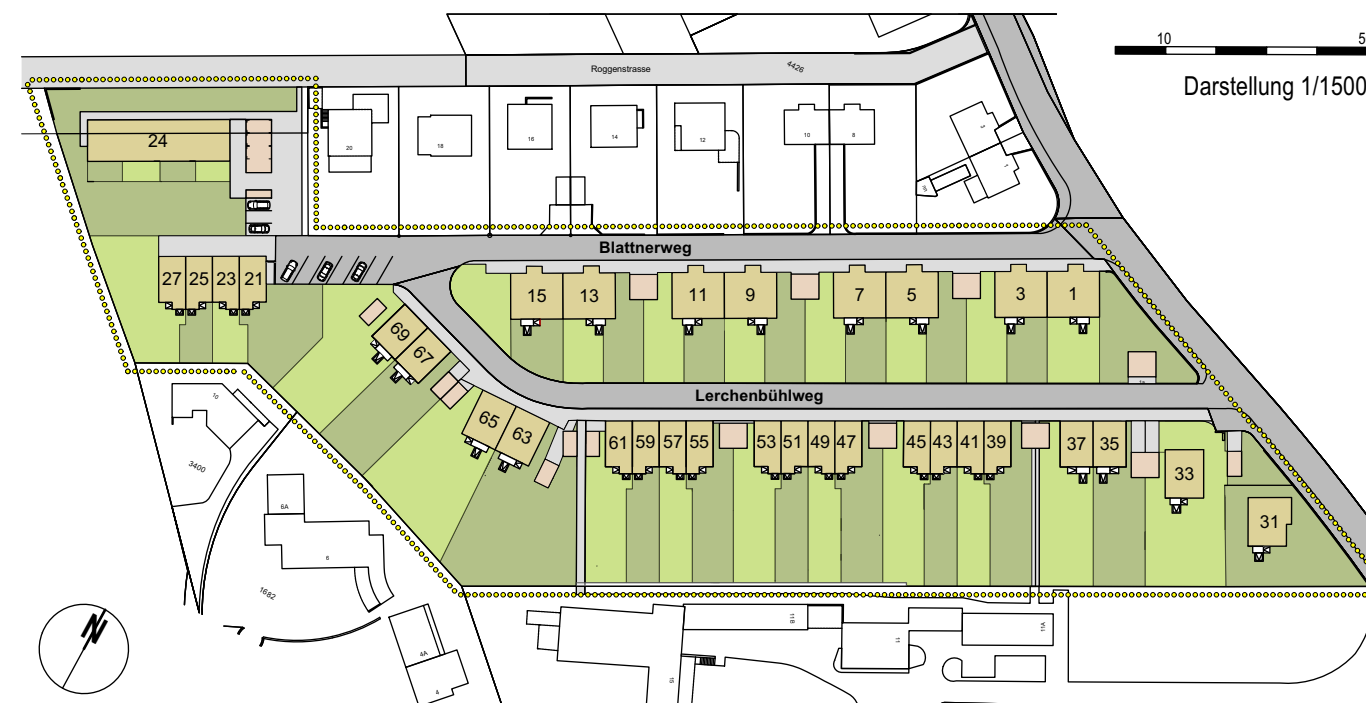 10 5
Darstellung 1/1500
Roggenstrasse 4426
24
20 18 16 14 12 10 8 3 1
Blattnerweg
27 25 23 21
15 13 11 9 7 5 3 1
69 67
Lerchenbühlweg
65 63 61 59 57 55 53 51 49 47 45 43 41 39 37 35
33
31
10
3400
6A
6
1682
4A
4
11B
11
11A
15
N